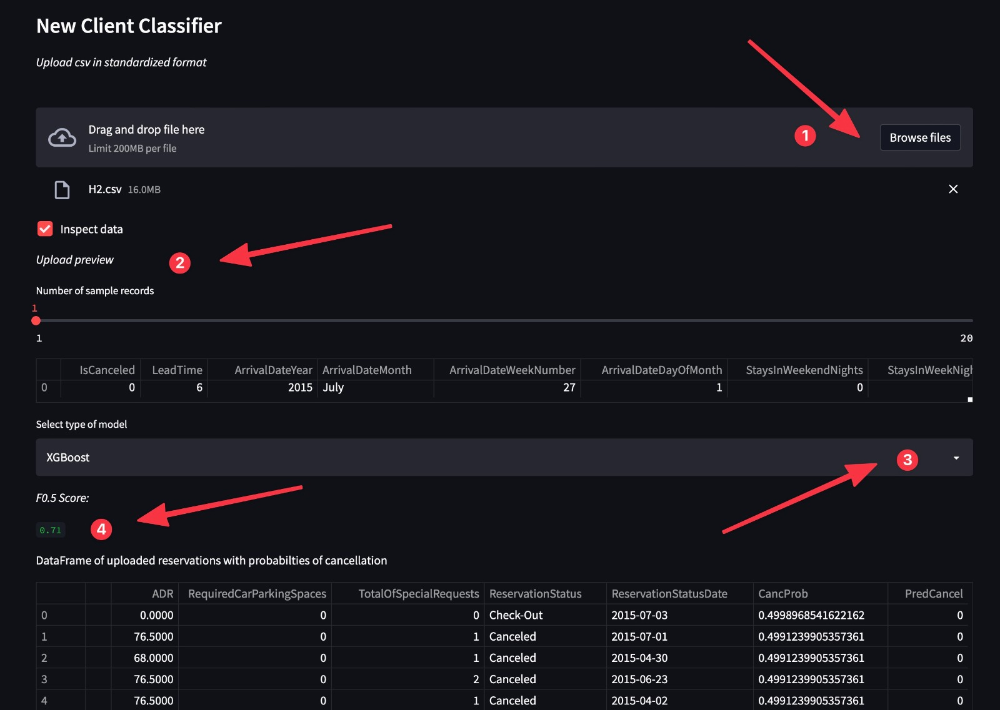 New Client Classifier
Upload csv in standardized format
Drag and drop file here
Limit 200MB per file
1
Browse files
H2.csv 16.0MB
Inspect data
Upload preview
2
Number of sample records
1
1 20
IsCanceled LeadTime ArrivalDateYear ArrivalDateMonth ArrivalDateWeekNumber ArrivalDateDayOfMonth StaysInWeekendNights StaysInWeekNigh
0 0 6 2015 July 27 1 0
Select type of model
XGBoost
3
F0.5 Score:
0.71
4
DataFrame of uploaded reservations with probabilties of cancellation
ADR RequiredCarParkingSpaces TotalOfSpecialRequests ReservationStatus ReservationStatusDate CancProb PredCancel
0 0.0000 0 0 Check-Out 2015-07-03 0.4998968541622162 0
1 76.5000 0 1 Canceled 2015-07-01 0.4991239905357361 0
2 68.0000 0 1 Canceled 2015-04-30 0.4991239905357361 0
3 76.5000 0 2 Canceled 2015-06-23 0.4991239905357361 0
4 76.5000 0 1 Canceled 2015-04-02 0.4991239905357361 0